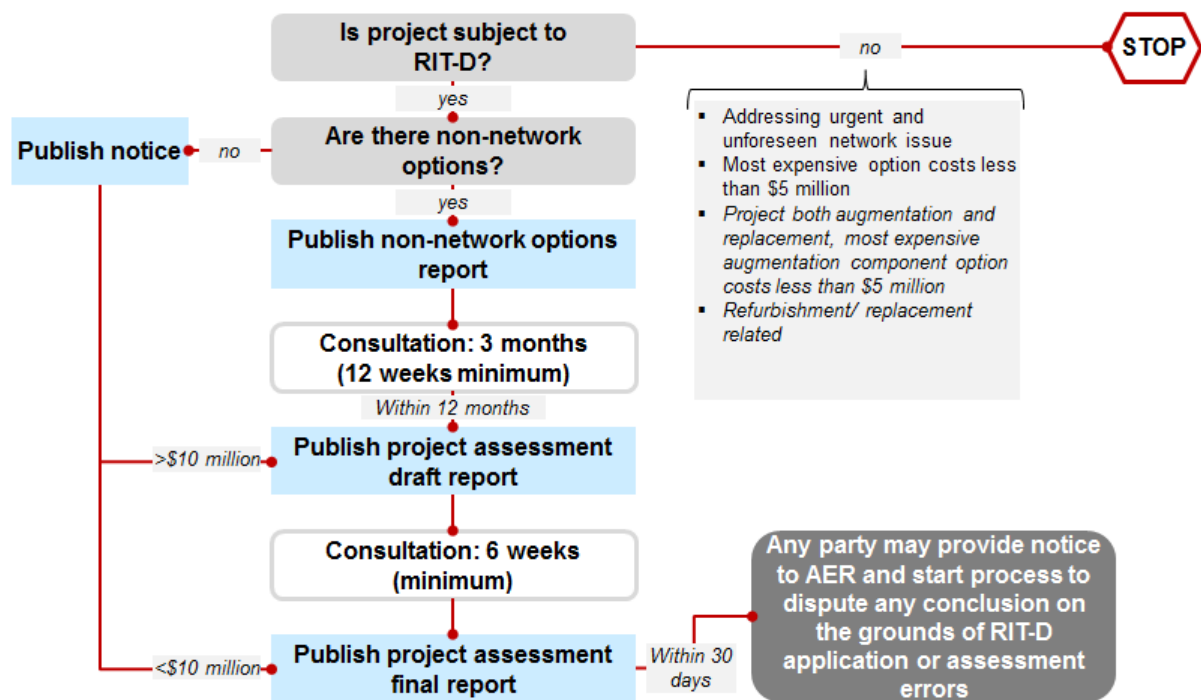 Is project subject to
RIT-D?
no
STOP
yes
▪ Addressing urgent and
unforeseen network issue
▪ Most expensive option costs less
than $5 million
▪ Project both augmentation and
replacement, most expensive
augmentation component option
costs less than $5 million
▪ Refurbishment/ replacement
related
Publish notice
no
Are there non-network
options?
yes
Publish non-network options
report
Consultation: 3 months
(12 weeks minimum)
Within 12 months
>$10 million
Publish project assessment
draft report
Consultation: 6 weeks
(minimum)
<$10 million
Publish project assessment
final report
Within 30
days
Any party may provide notice
to AER and start process to
dispute any conclusion on
the grounds of RIT-D
application or assessment
errors